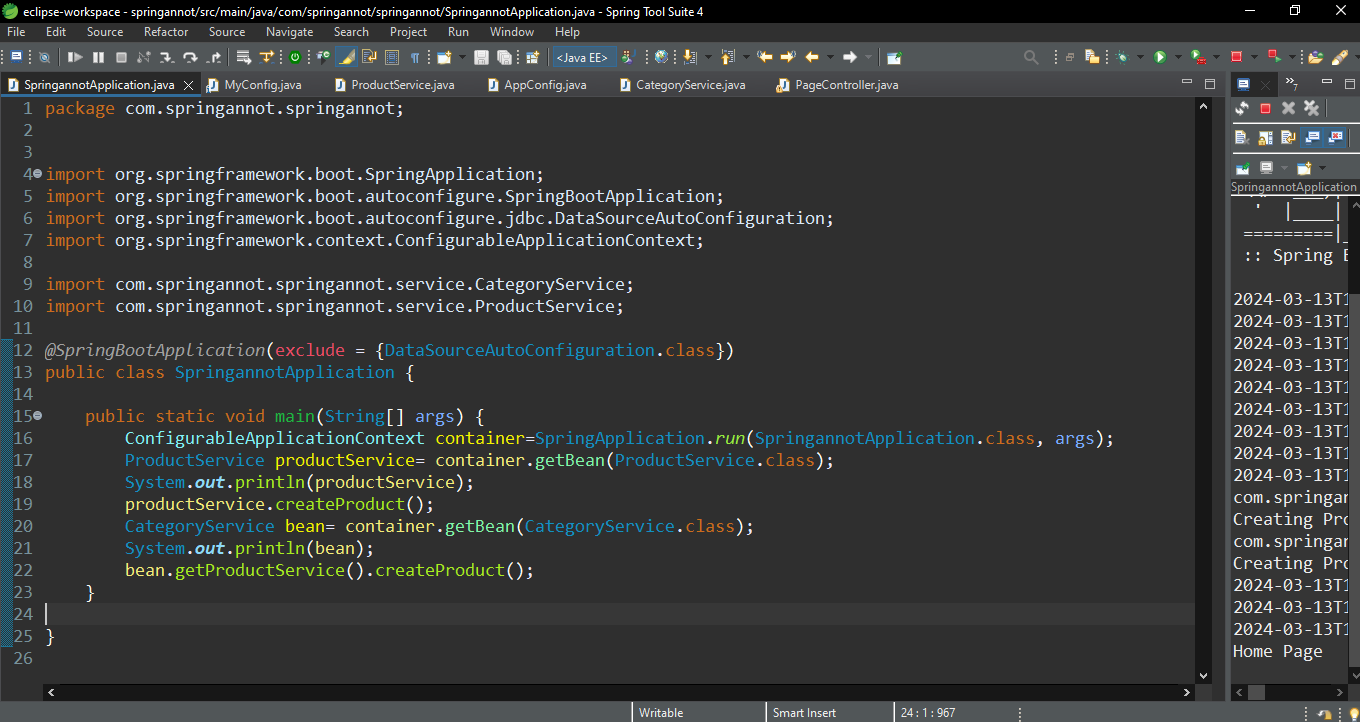 eclipse-workspace - springannot/src/main/java/com/springannot/springannot/SpringannotApplication.java - Spring Tool Suite 4
File Edit Source Refactor Source Navigate Search Project Run Window Help
<Java EE>
SpringannotApplication.java MyConfig.java ProductService.java AppConfig.java CategoryService.java PageController.java
1 package com.springannot.springannot;
2
3
4 import org.springframework.boot.SpringApplication;
5 import org.springframework.boot.autoconfigure.SpringBootApplication;
6 import org.springframework.boot.autoconfigure.jdbc.DataSourceAutoConfiguration;
7 import org.springframework.context.ConfigurableApplicationContext;
8
9 import com.springannot.springannot.service.CategoryService;
10 import com.springannot.springannot.service.ProductService;
11
12 @SpringBootApplication(exclude = {DataSourceAutoConfiguration.class})
13 public class SpringannotApplication {
14
15 public static void main(String[] args) {
16 ConfigurableApplicationContext container=SpringApplication.run(SpringannotApplication.class, args);
17 ProductService productService= container.getBean(ProductService.class);
18 System.out.println(productService);
19 productService.createProduct();
20 CategoryService bean= container.getBean(CategoryService.class);
21 System.out.println(bean);
22 bean.getProductService().createProduct();
23 }
24
25 }
26
7
SpringannotApplication
' |____|
=========|_
:: Spring
2024-03-13T1
2024-03-13T1
2024-03-13T1
2024-03-13T1
2024-03-13T1
2024-03-13T1
2024-03-13T1
2024-03-13T1
2024-03-13T1
com.springan
Creating Pro
com.springan
Creating Pro
2024-03-13T1
2024-03-13T1
2024-03-13T1
Home Page
Writable Smart Insert 24 : 1 : 967